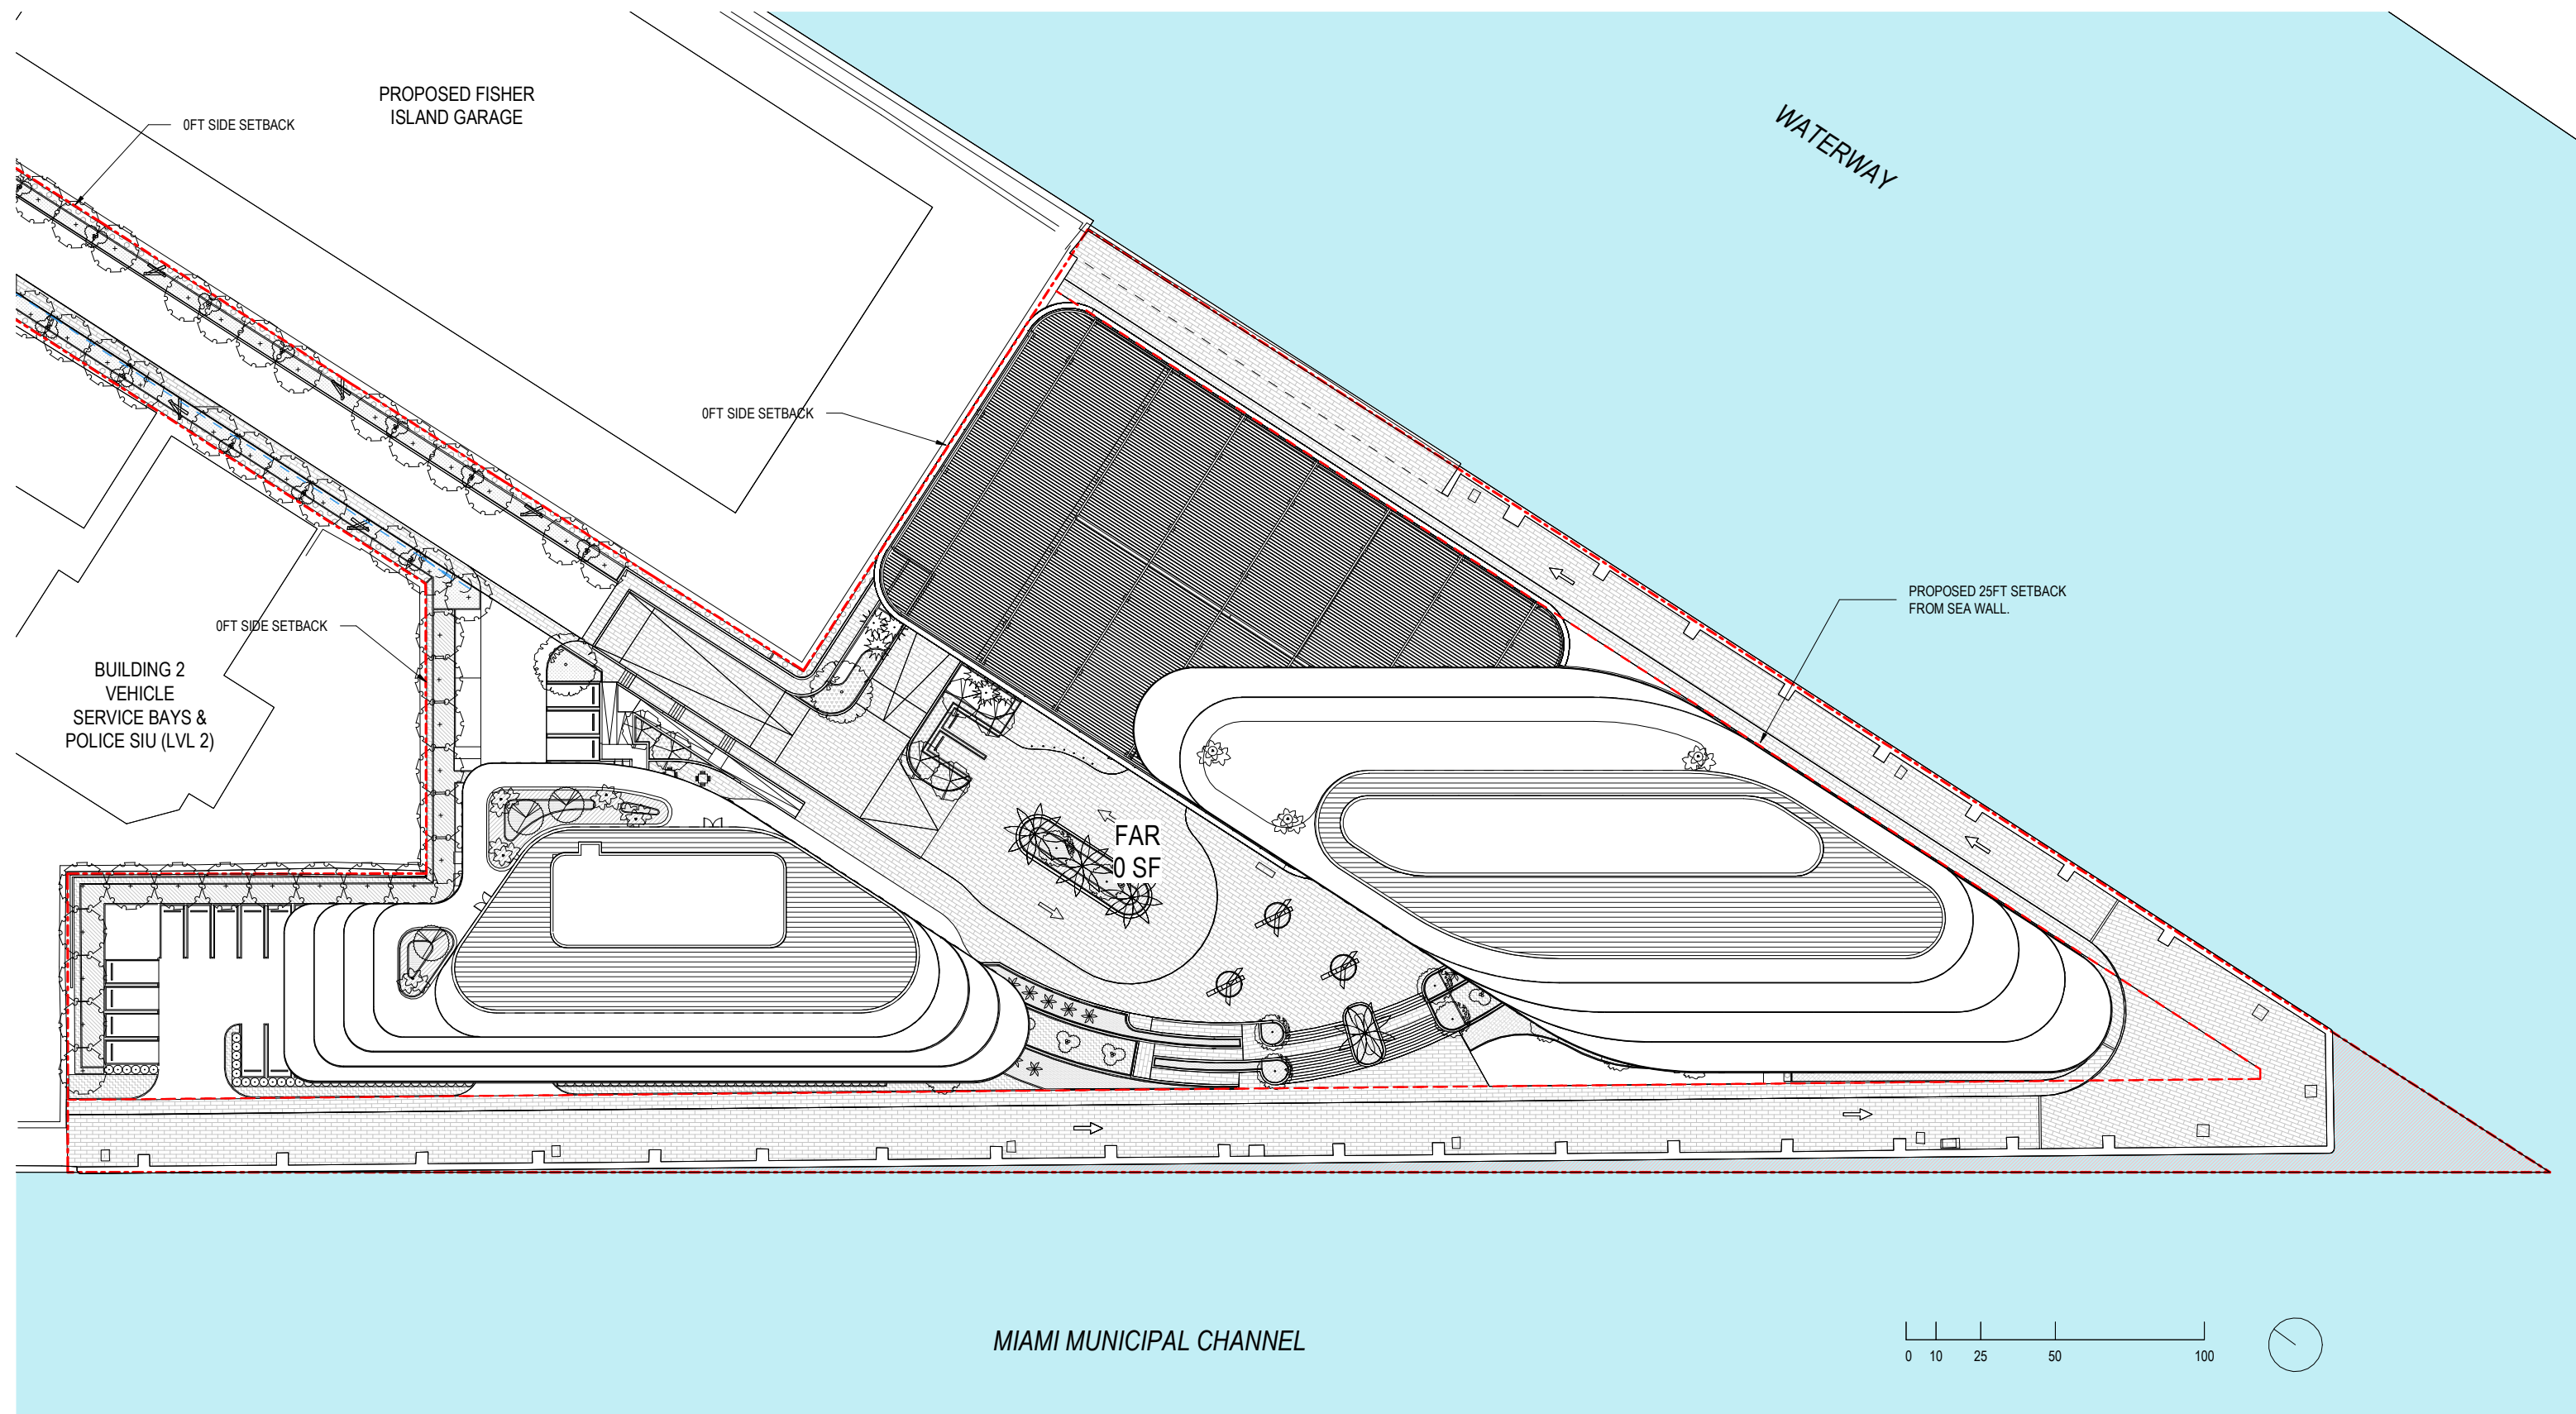 PROPOSED FISHER
ISLAND GARAGE
0FT SIDE SETBACK
WATERWAY
0FT SIDE SETBACK
PROPOSED 25FT SETBACK
FROM SEA WALL.
0FT SIDE SETBACK
BUILDING 2
VEHICLE
SERVICE BAYS &
POLICE SIU (LVL 2)
FAR
0 SF
MIAMI MUNICIPAL CHANNEL
0 10 25 50 100